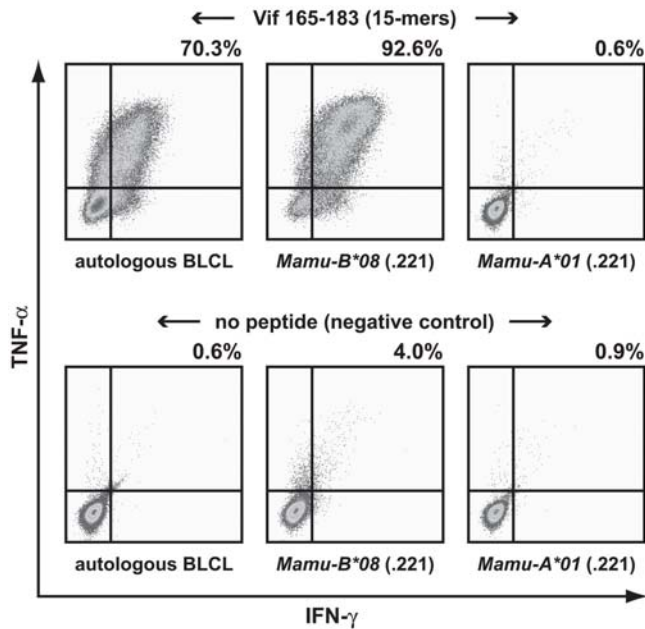 ← Vif 165-183 (15-mers) →
70.3% 92.6% 0.6%
autologous BLCL Mamu-B*08 (.221) Mamu-A*01 (.221)
← no peptide (negative control) →
0.6% 4.0% 0.9%
autologous BLCL Mamu-B*08 (.221) Mamu-A*01 (.221)
TNF-α
IFN-γ